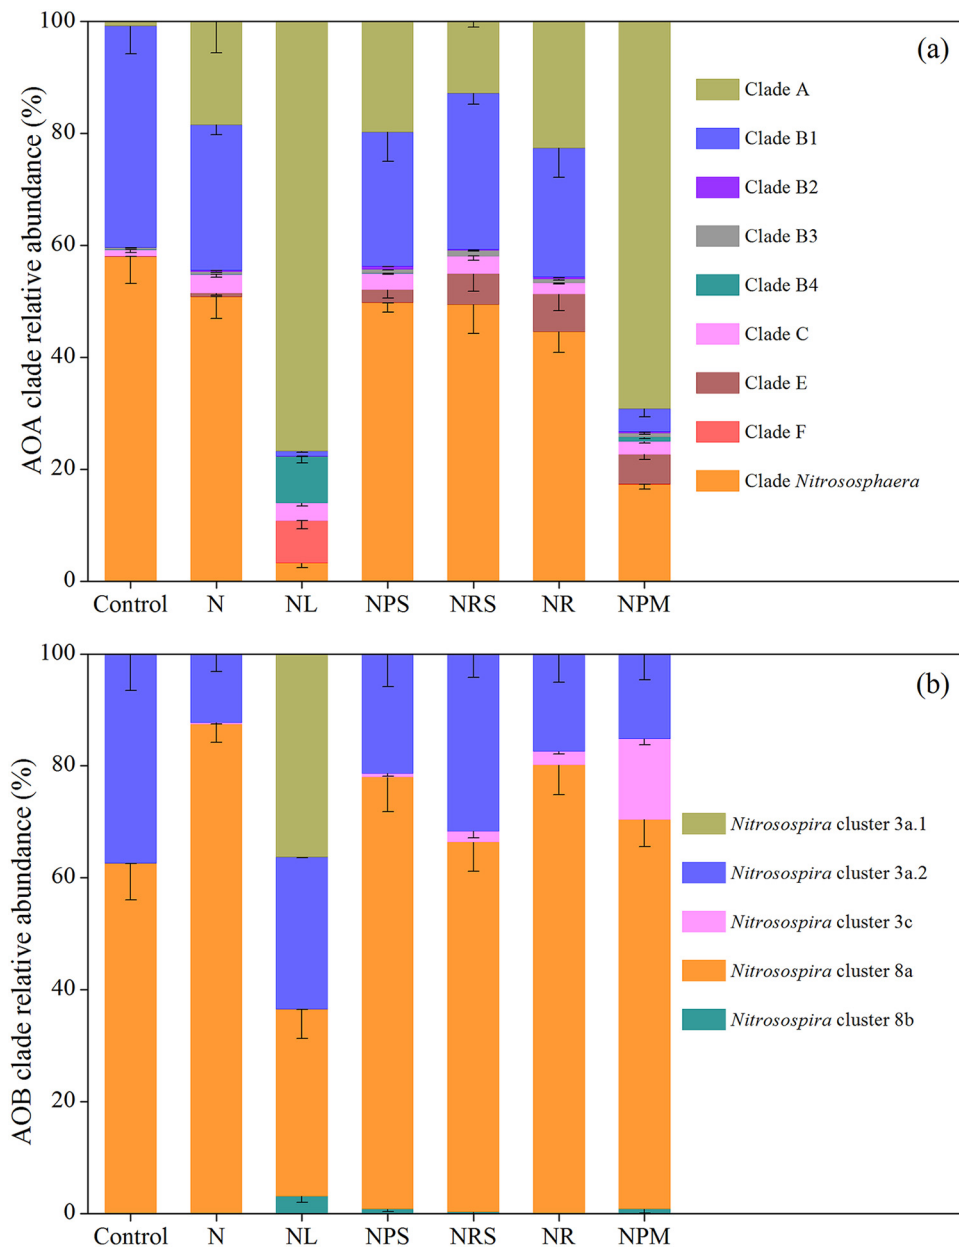 (a)
AOA clade relative abundance (%)
100
80
60
40
20
0
Clade A
Clade B1
Clade B2
Clade B3
Clade B4
Clade C
Clade E
Clade F
Clade Nitrososphaera
Control N NL NPS NRS NR NPM
(b)
AOB clade relative abundance (%)
100
80
60
40
20
0
Nitrosospira cluster 3a.1
Nitrosospira cluster 3a.2
Nitrosospira cluster 3c
Nitrosospira cluster 8a
Nitrosospira cluster 8b
Control N NL NPS NRS NR NPM